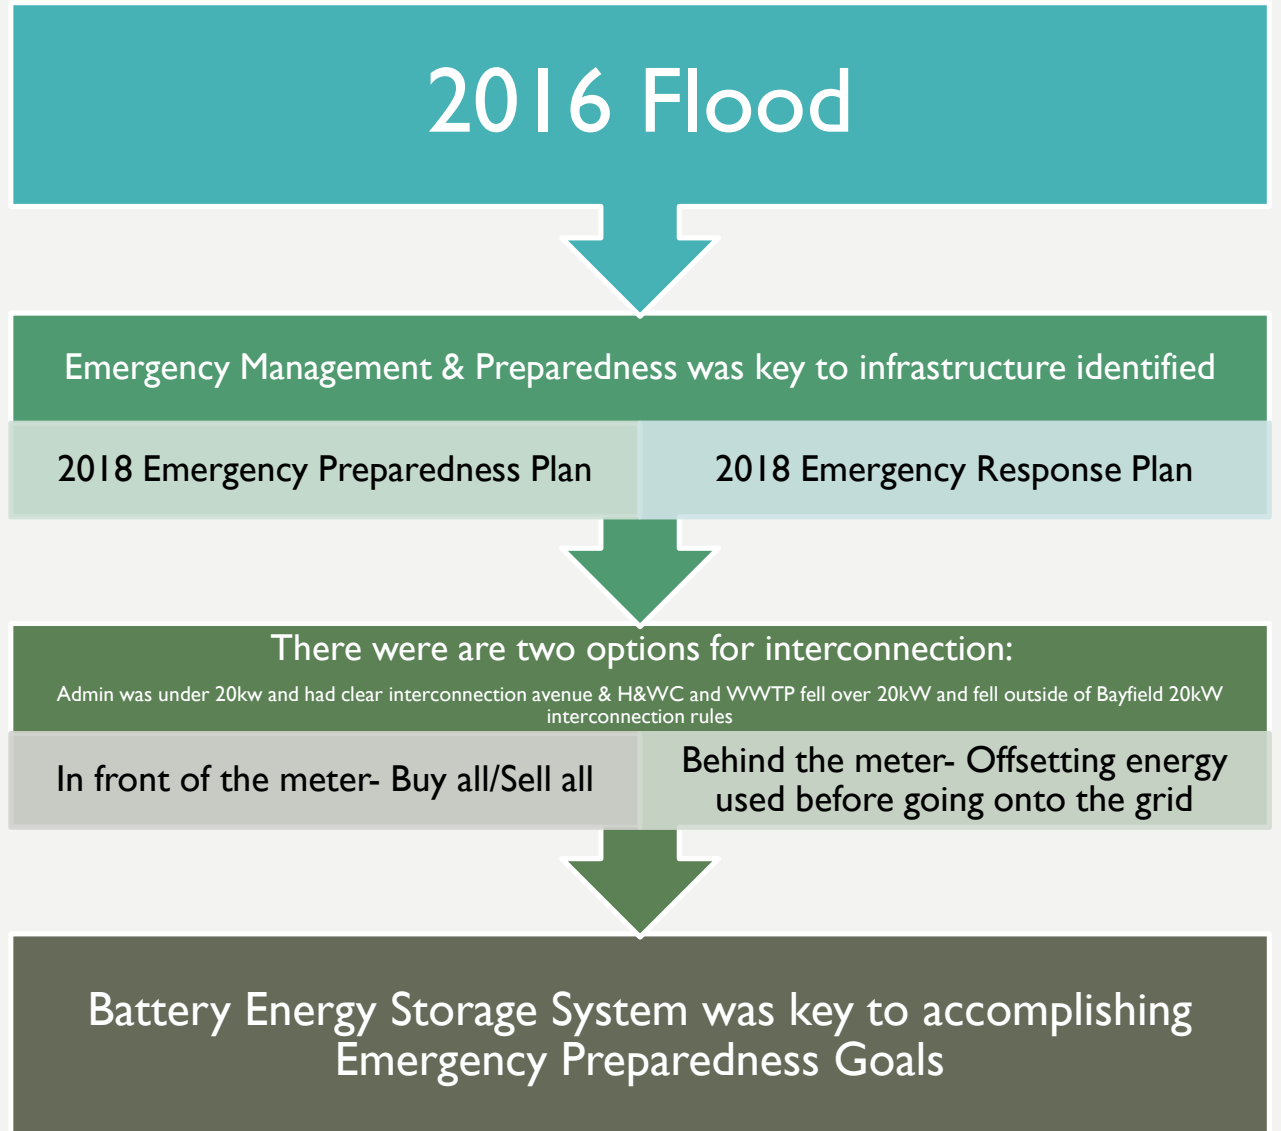 2016 Flood
Emergency Management & Preparedness was key to infrastructure identified
2018 Emergency Preparedness Plan
2018 Emergency Response Plan
There were are two options for interconnection:
Admin was under 20kw and had clear interconnection avenue & H&WC and WWTP fell over 20kW and fell outside of Bayfield 20kW
interconnection rules
In front of the meter- Buy all/Sell all
Behind the meter- Offsetting energy
used before going onto the grid
Battery Energy Storage System was key to accomplishing
Emergency Preparedness Goals